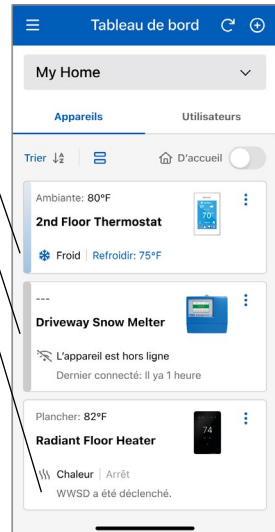 Tableau de bord
My Home
Appareils Utilisateurs
Trier D'accueil
Ambiante: 80°F
2nd Floor Thermostat
70
Froid | Refroidir: 75°F
---
Driveway Snow Melter
L'appareil est hors ligne
Dernier connecté: Il ya 1 heure
Plancher: 82°F
Radiant Floor Heater
74
Chaleur | Arrêt
WWSD a été déclenché.